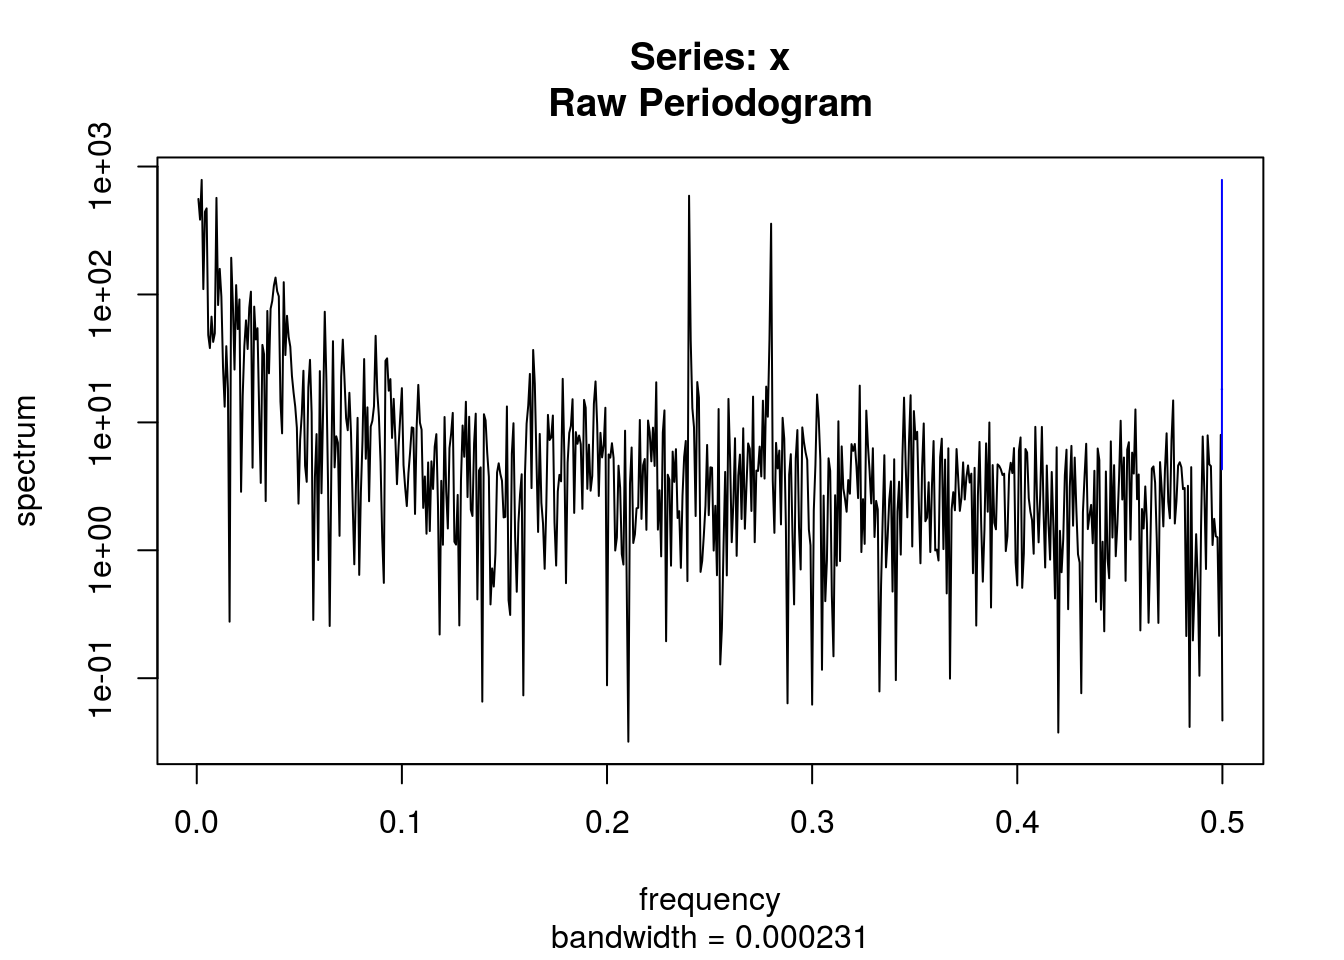 Series: x
Raw Periodogram
1e+03
1e+02
1e+01
1e+00
1e-01
spectrum
0.0 0.1 0.2 0.3 0.4 0.5
frequency
bandwidth = 0.000231